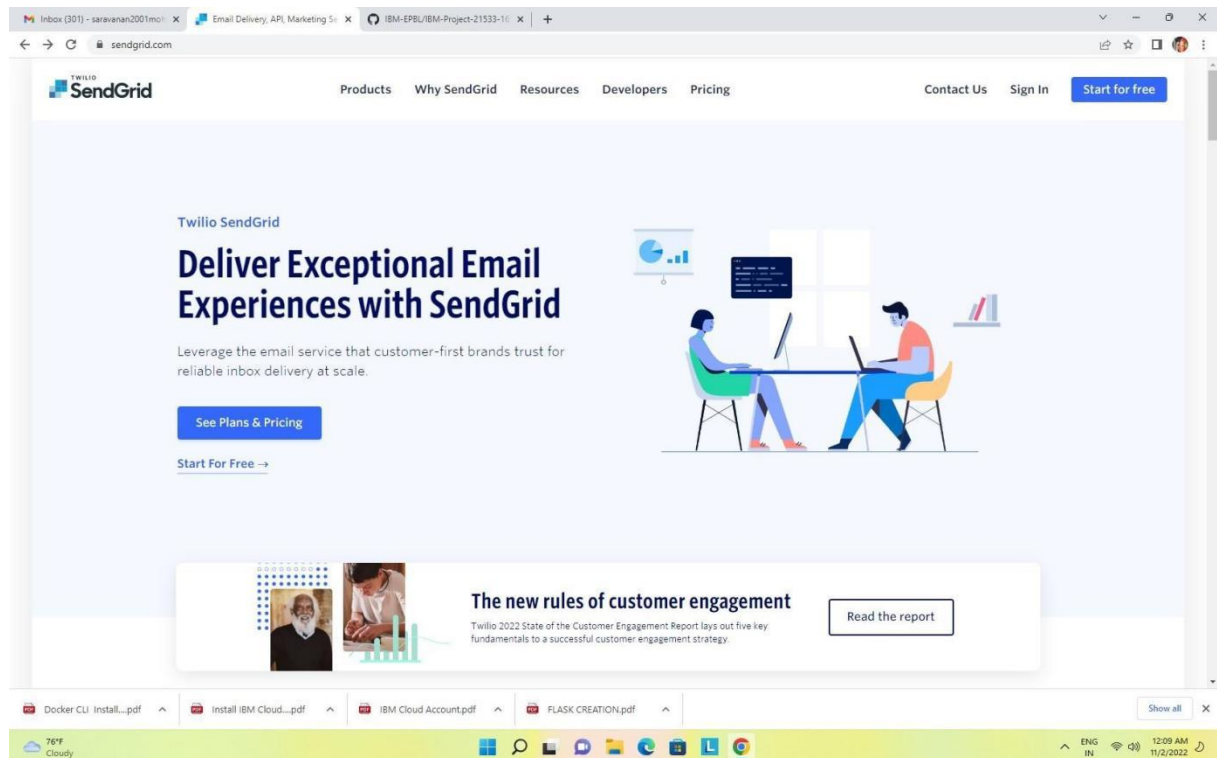 Inbox (301) - saravanan2001moh
Email Delivery, API, Marketing Se
IBM-EPBL/IBM-Project-21533-16
sendgrid.com
TWILIO
SendGrid
Products
Why SendGrid
Resources
Developers
Pricing
Contact Us
Sign In
Start for free
Twilio SendGrid
Deliver Exceptional Email
Experiences with SendGrid
Leverage the email service that customer-first brands trust for
reliable inbox delivery at scale.
See Plans & Pricing
Start For Free →
The new rules of customer engagement
Twilio 2022 State of the Customer Engagement Report lays out five key
fundamentals to a successful customer engagement strategy.
Read the report
Docker CLI Install....pdf
Install IBM Cloud....pdf
IBM Cloud Account.pdf
FLASK CREATION.pdf
Show all
76°F
Cloudy
ENG
IN
12:09 AM
11/2/2022